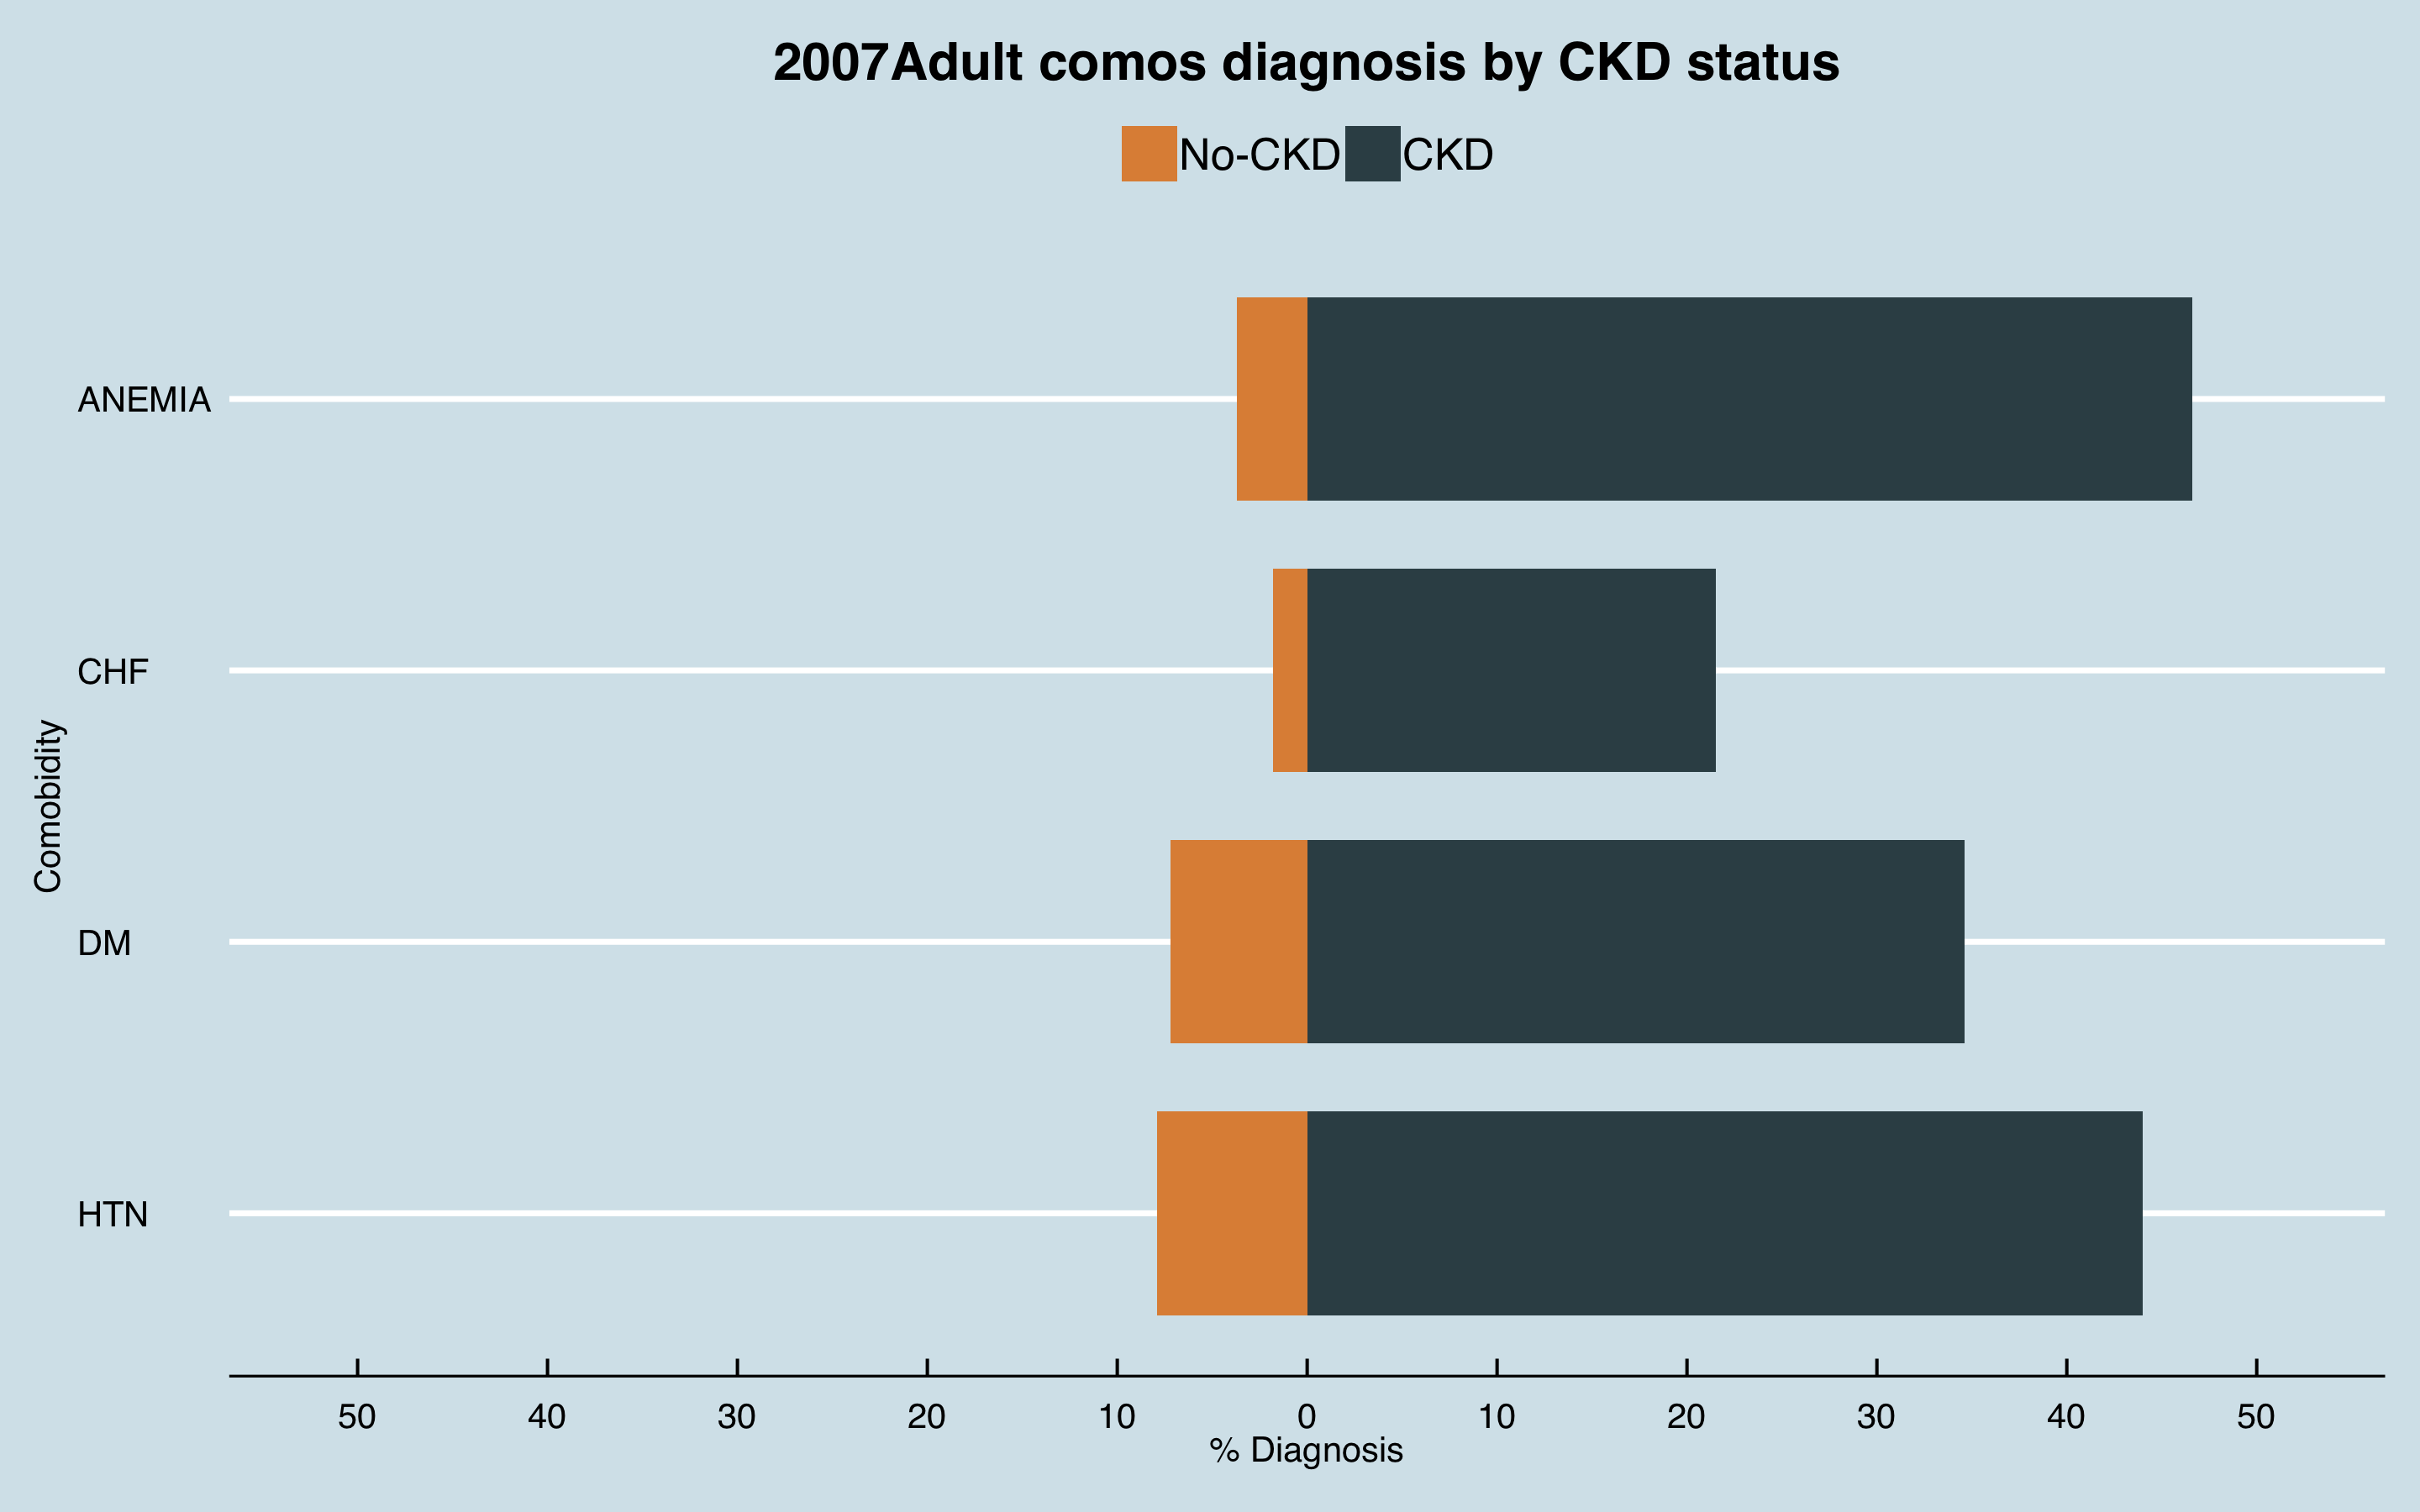 2007Adult comos diagnosis by CKD status
No-CKD CKD
ANEMIA
CHF
DM
HTN
Comobidity
50 40 30 20 10 0 10 20 30 40 50
% Diagnosis